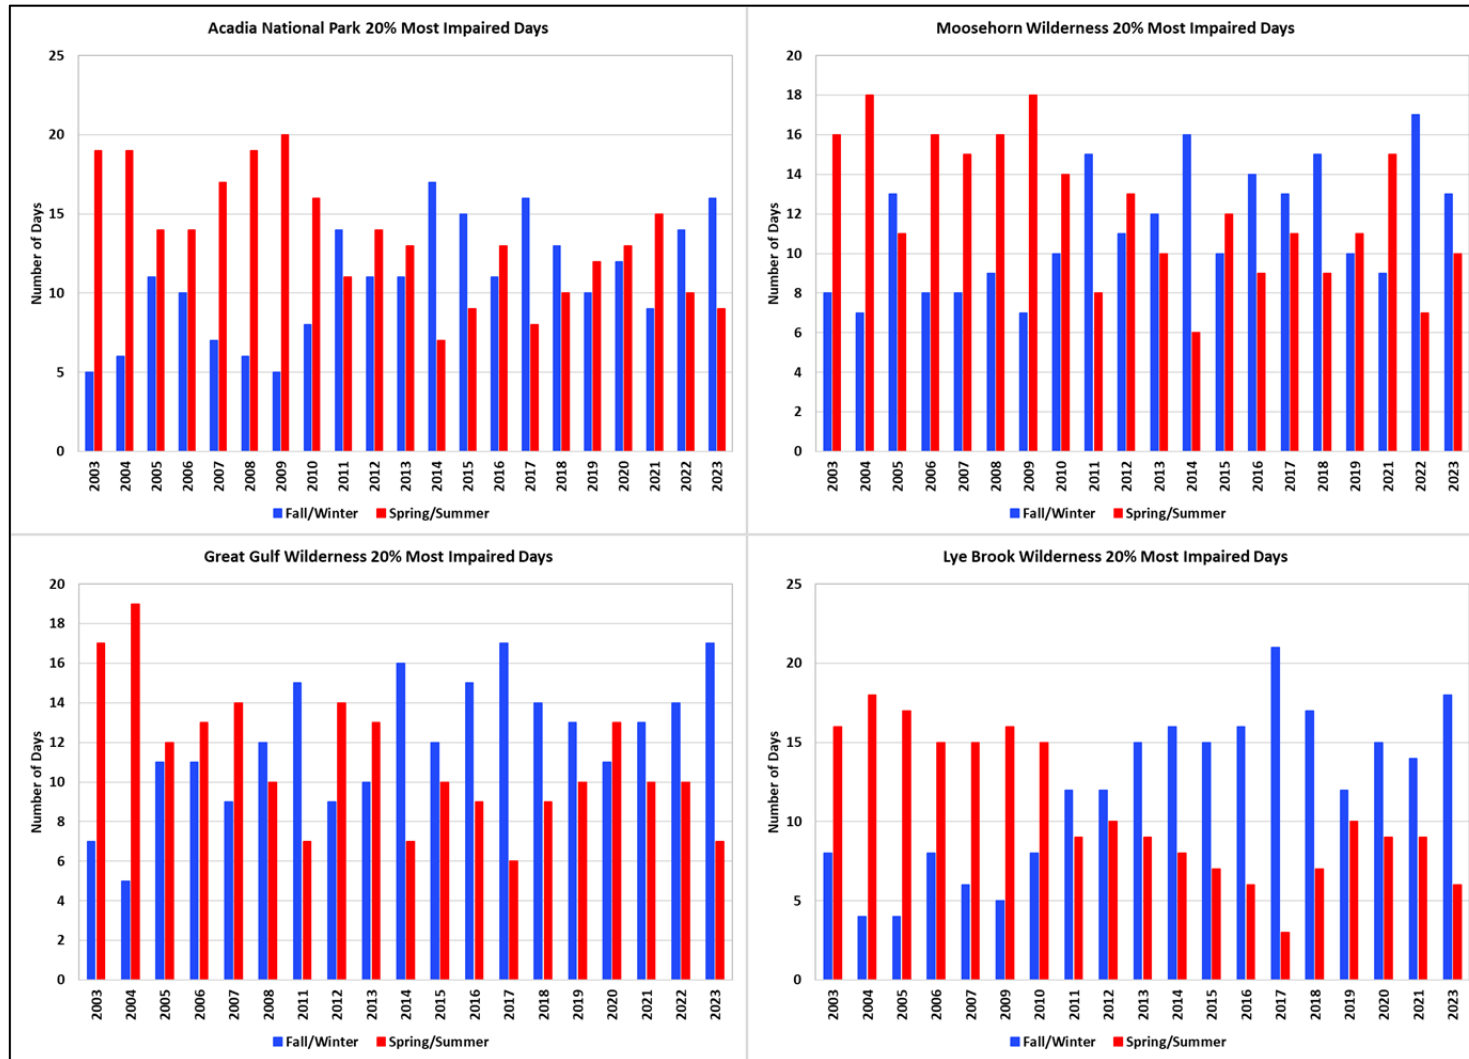 Acadia National Park 20% Most Impaired Days
25
20
15
10
5
0
Number of Days
2003 2004 2005 2006 2007 2008 2009 2010 2011 2012 2013 2014 2015 2016 2017 2018 2019 2020 2021 2022 2023
Fall/Winter Spring/Summer
Moosehorn Wilderness 20% Most Impaired Days
20
18
16
14
12
10
8
6
4
2
0
Number of Days
2003 2004 2005 2006 2007 2008 2009 2010 2011 2012 2013 2014 2015 2016 2017 2018 2019 2021 2022 2023
Fall/Winter Spring/Summer
Great Gulf Wilderness 20% Most Impaired Days
20
18
16
14
12
10
8
6
4
2
0
Number of Days
2003 2004 2005 2006 2007 2008 2011 2012 2013 2014 2015 2016 2017 2018 2019 2020 2021 2022 2023
Fall/Winter Spring/Summer
Lye Brook Wilderness 20% Most Impaired Days
25
20
15
10
5
0
Number of Days
2003 2004 2005 2006 2007 2009 2010 2011 2012 2013 2014 2015 2016 2017 2018 2019 2020 2021 2023
Fall/Winter Spring/Summer